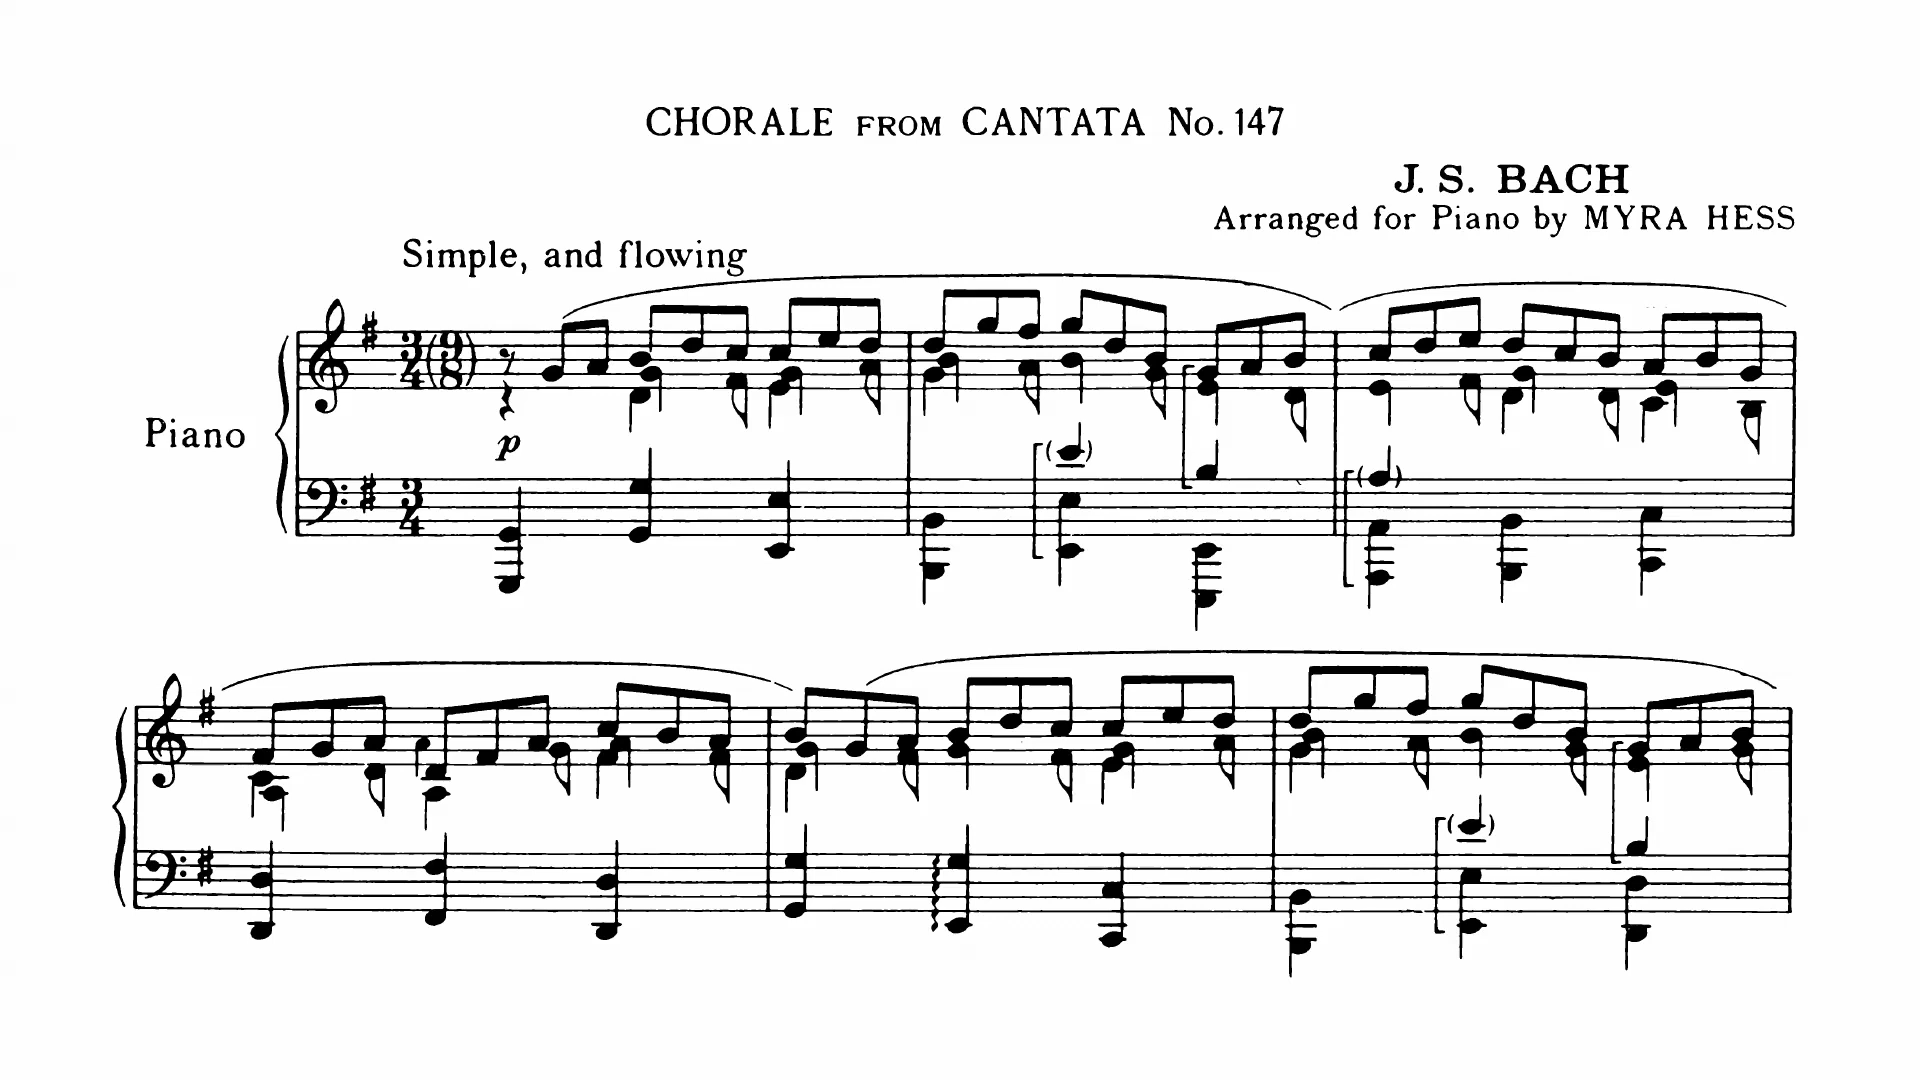 CHORALE FROM CANTATA No. 147
J. S. BACH
Arranged for Piano by MYRA HESS
Simple, and flowing
3/4 (9/8)
Piano
p
3/4